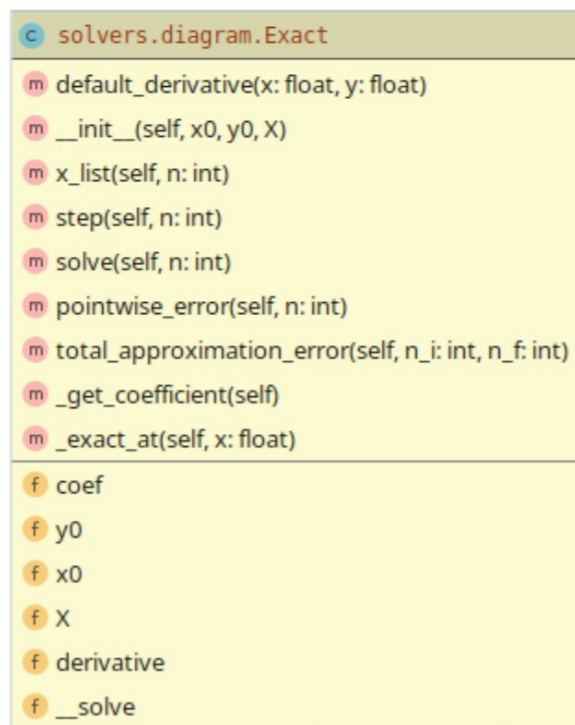 c solvers.diagram.Exact
m default_derivative(x: float, y: float)
m __init__(self, x0, y0, X)
m x_list(self, n: int)
m step(self, n: int)
m solve(self, n: int)
m pointwise_error(self, n: int)
m total_approximation_error(self, n_i: int, n_f: int)
m _get_coefficient(self)
m _exact_at(self, x: float)
f coef
f y0
f x0
f X
f derivative
f __solve